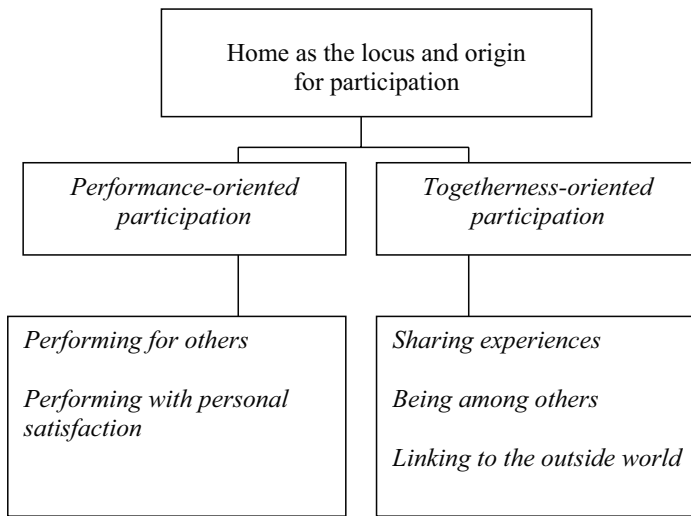 Home as the locus and origin
for participation
Performance-oriented
participation
Togetherness-oriented
participation
Performing for others
Performing with personal
satisfaction
Sharing experiences
Being among others
Linking to the outside world